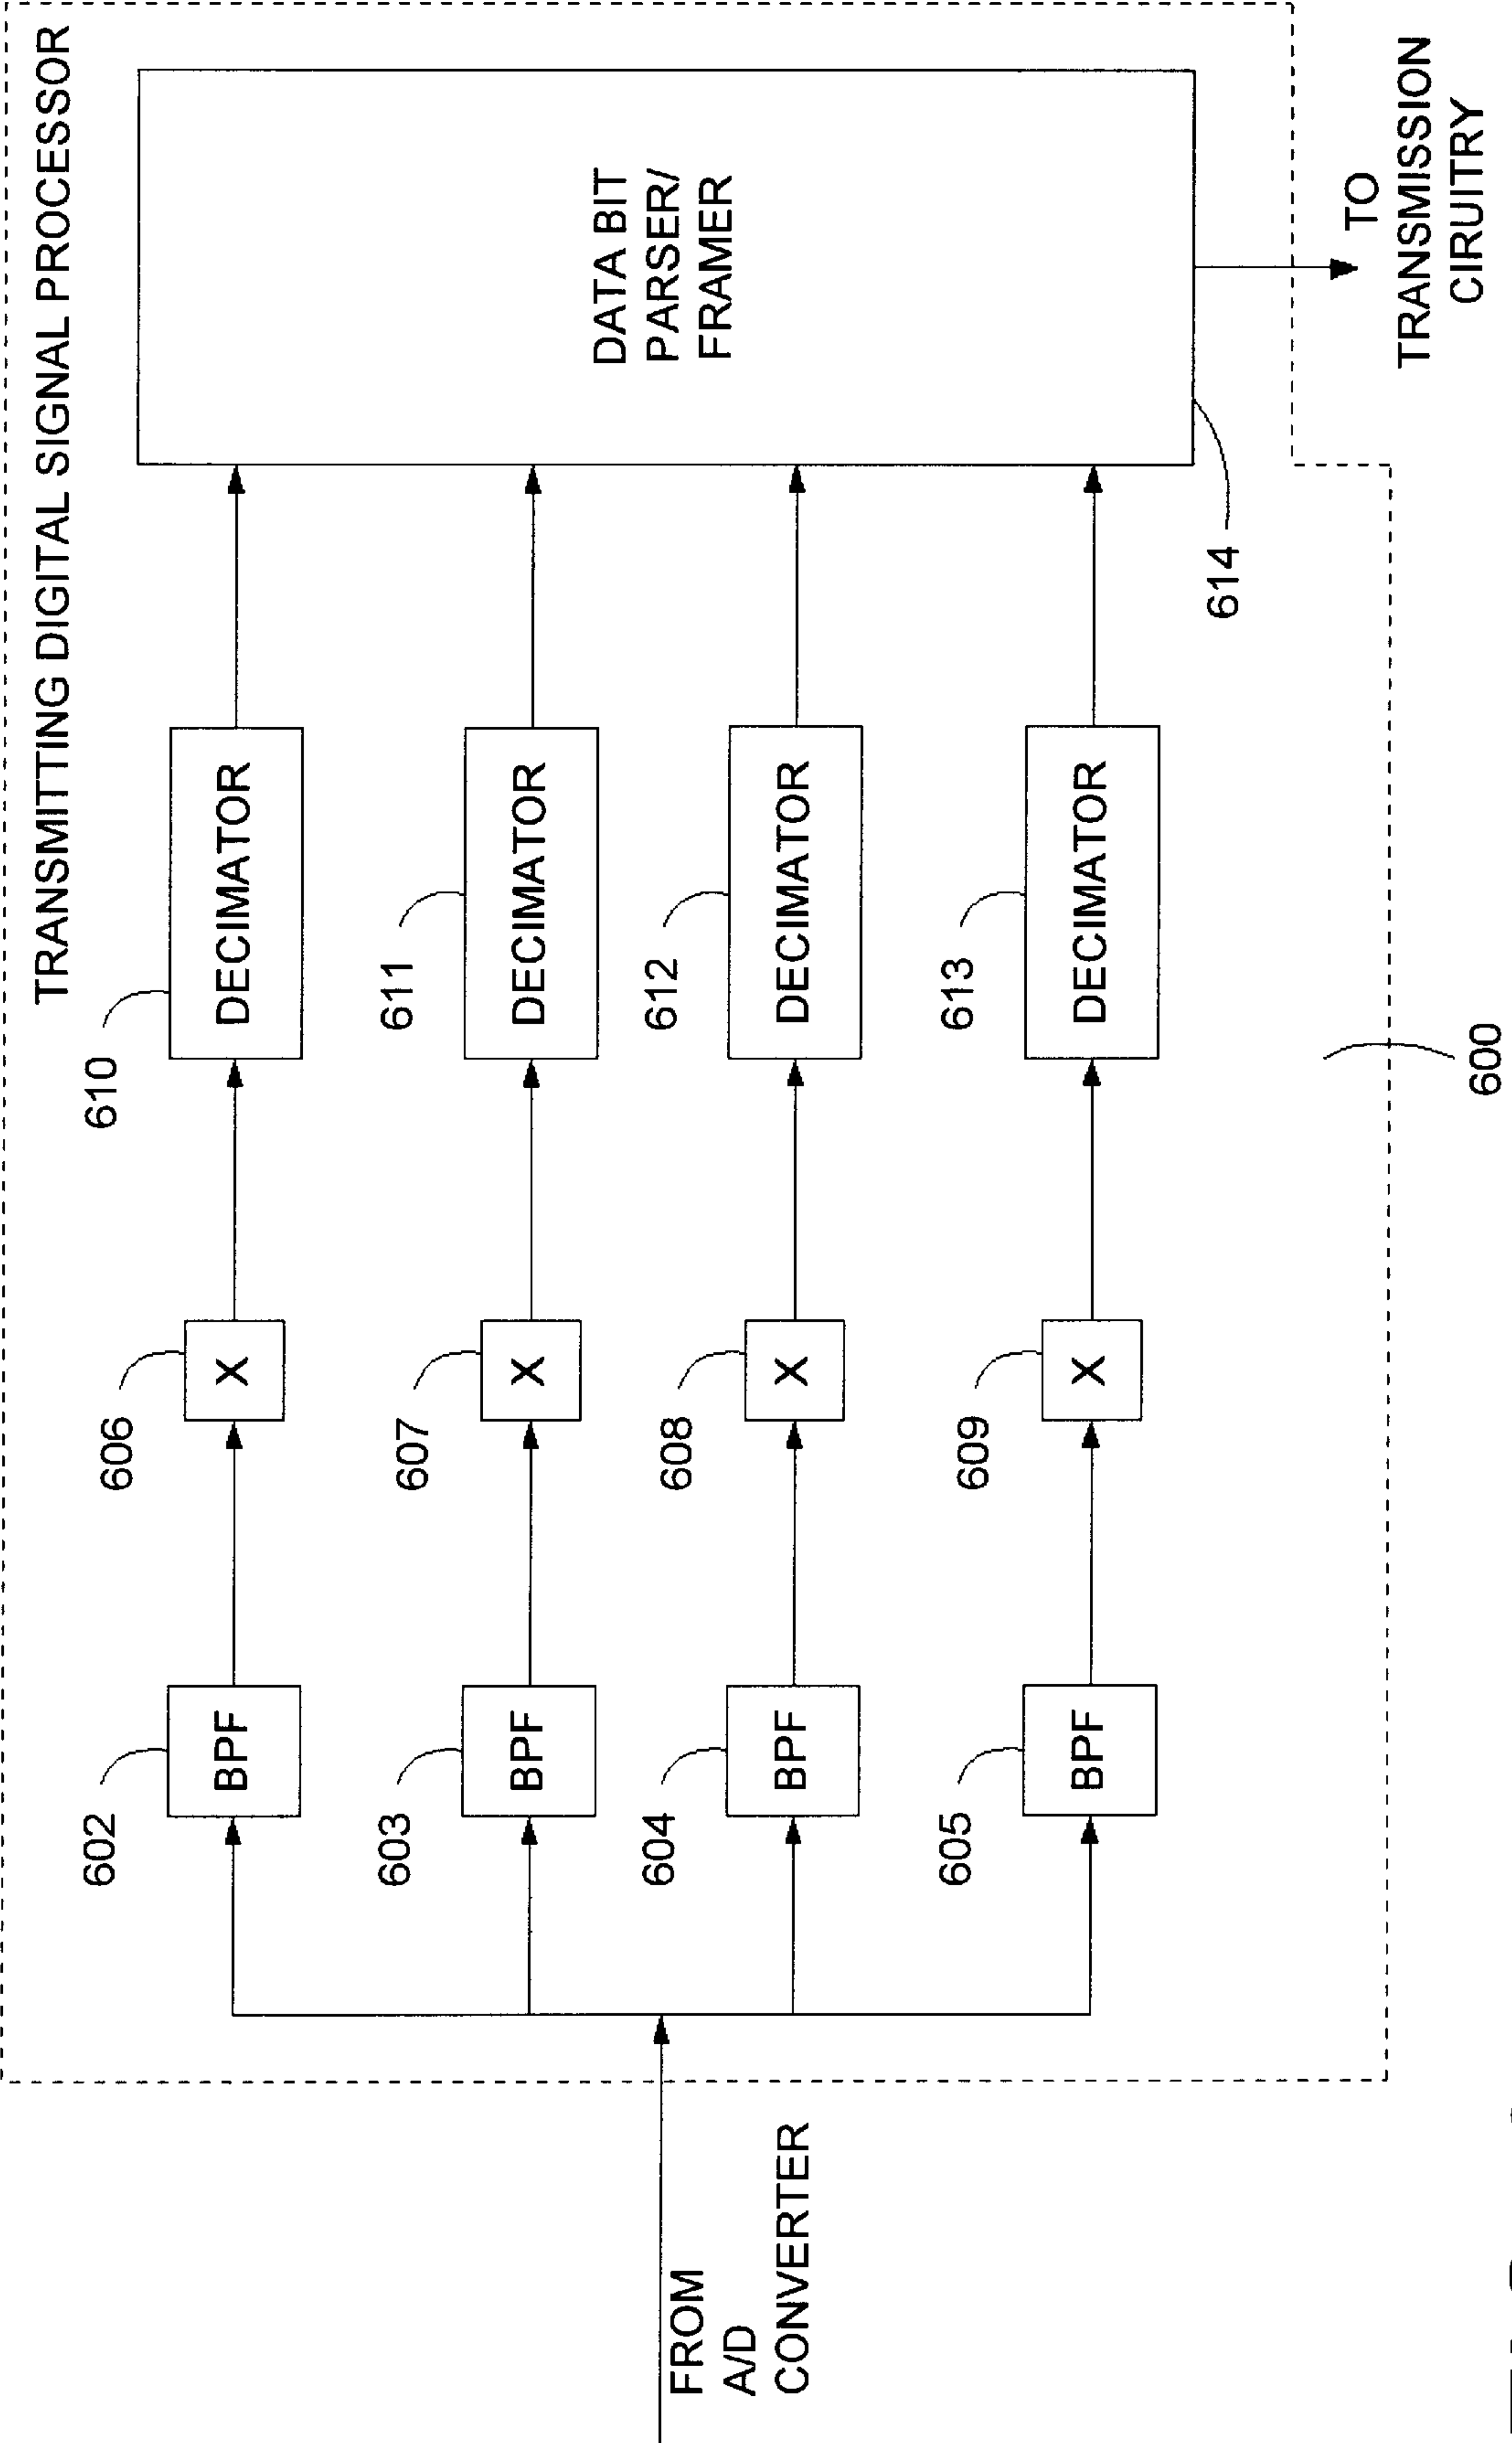 TRANSMITTING DIGITAL SIGNAL PROCESSOR
602
BPF
606
X
610
DECIMATOR
603
BPF
607
X
611
DECIMATOR
604
BPF
608
X
612
DECIMATOR
605
BPF
609
X
613
DECIMATOR
DATA BIT
PARSER/
FRAMER
614
FROM
A/D
CONVERTER
TO
TRANSMISSION
CIRUITRY
600